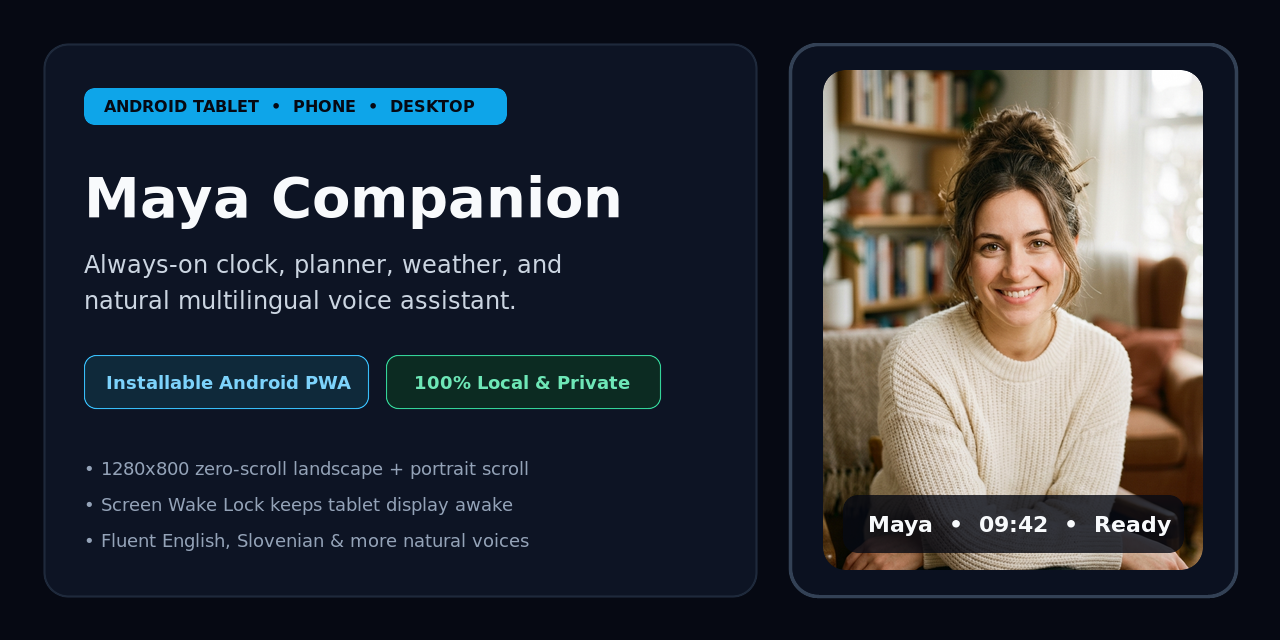 ANDROID TABLET • PHONE • DESKTOP
Maya Companion
Always-on clock, planner, weather, and
natural multilingual voice assistant.
Installable Android PWA
100% Local & Private
• 1280x800 zero-scroll landscape + portrait scroll
• Screen Wake Lock keeps tablet display awake
• Fluent English, Slovenian & more natural voices
Maya • 09:42 • Ready